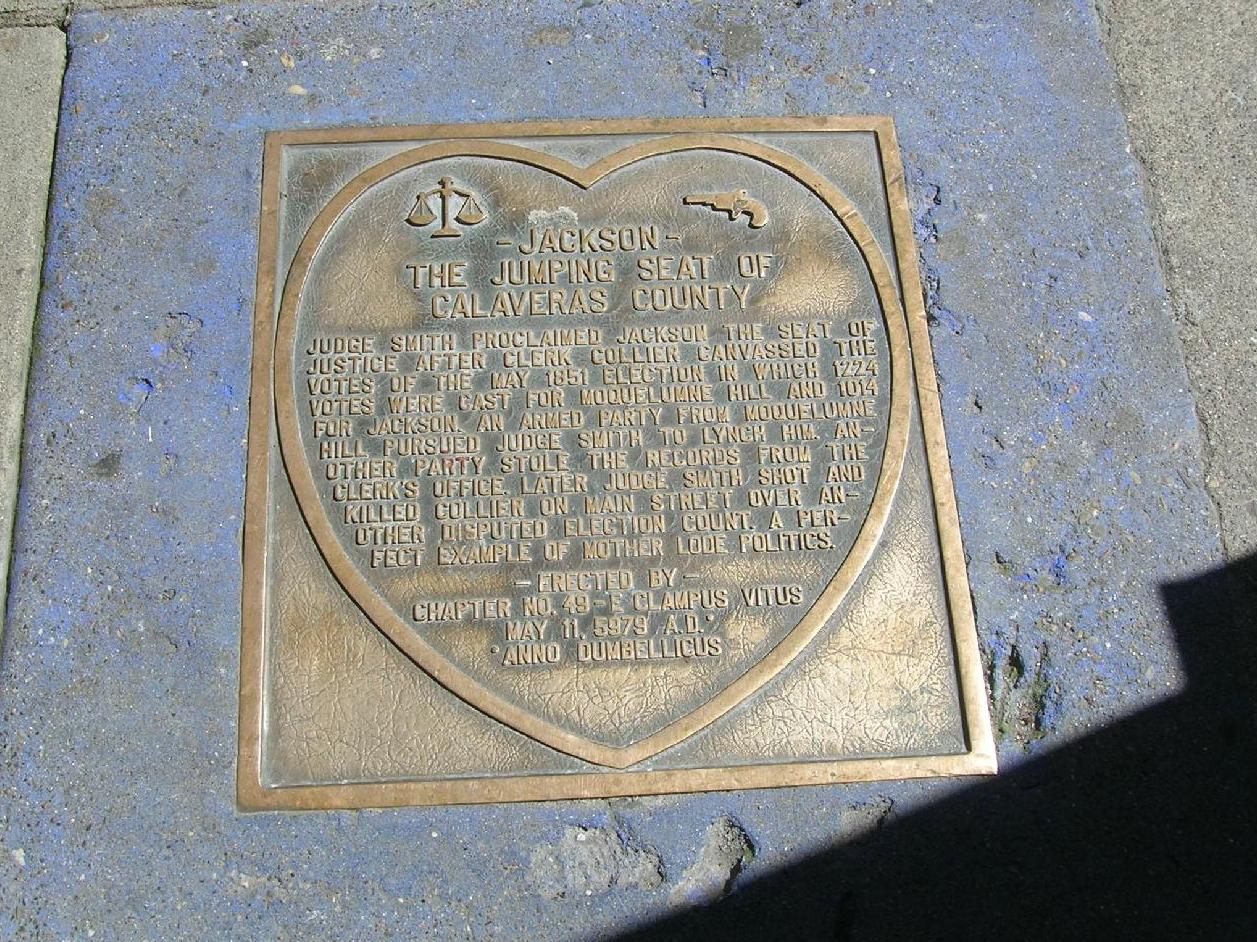 -JACKSON-
THE JUMPING SEAT OF
CALAVERAS COUNTY
JUDGE SMITH PROCLAIMED JACKSON THE SEAT OF
JUSTICE AFTER CLERK COLLIER CANVASSED THE
VOTES OF THE MAY 1851 ELECTION IN WHICH 1224
VOTES WERE CAST FOR MOQUELUMNE HILL AND 1014
FOR JACKSON. AN ARMED PARTY FROM MOQUELUMNE
HILL PURSUED JUDGE SMITH TO LYNCH HIM. AN-
OTHER PARTY STOLE THE RECORDS FROM THE
CLERK'S OFFICE. LATER JUDGE SMITH SHOT AND
KILLED COLLIER ON MAIN STREET OVER AN-
OTHER DISPUTED ELECTION COUNT. A PER-
FECT EXAMPLE OF MOTHER LODE POLITICS.
-ERECTED BY-
CHAPTER NO. 49-E CLAMPUS VITUS
MAY 11, 5979 A.D.·
·ANNO DUMBELLICUS